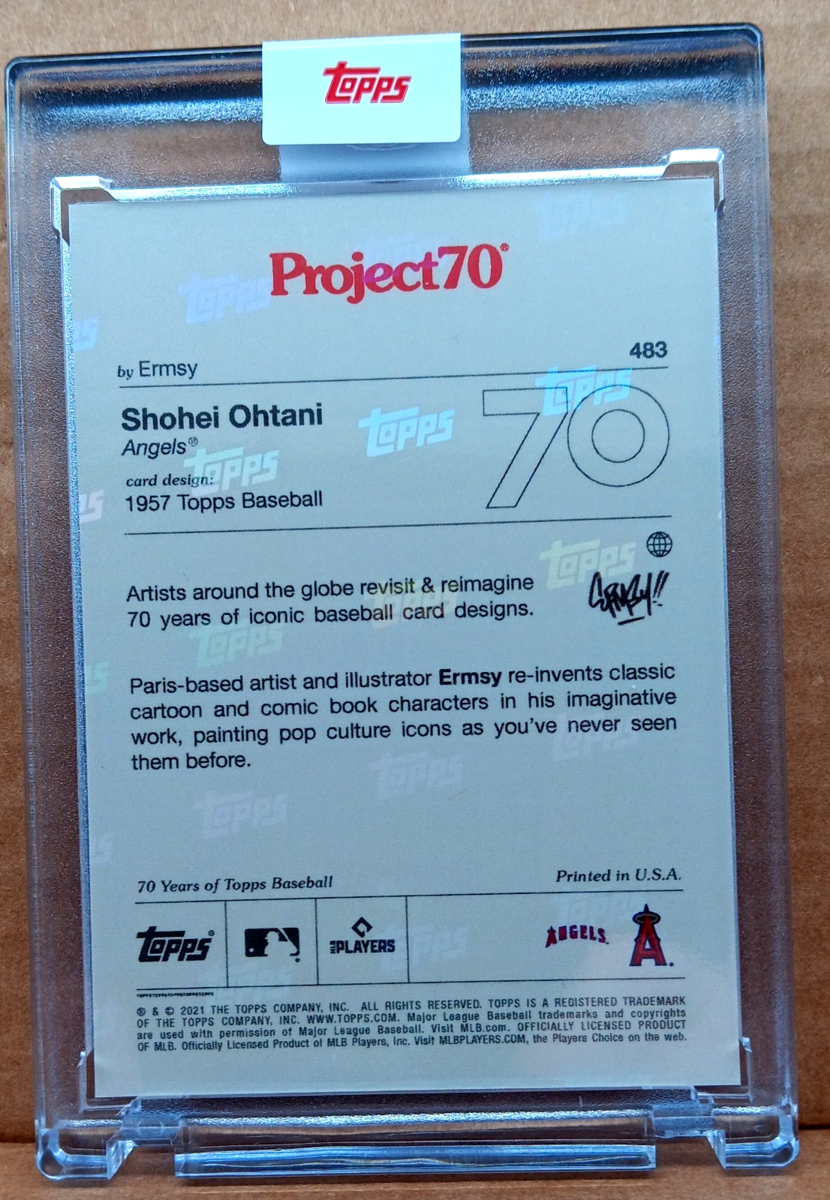 Topps
Project70®
by Ermsy
483
Shohei Ohtani
Angels®
card design:
1957 Topps Baseball
70
Artists around the globe revisit & reimagine
70 years of iconic baseball card designs.
Ermsy!!
Paris-based artist and illustrator Ermsy re-invents classic
cartoon and comic book characters in his imaginative
work, painting pop culture icons as you've never seen
them before.
70 Years of Topps Baseball
Printed in U.S.A.
Topps®
MLB PLAYERS
ANGELS.
A.
® & © 2021 THE TOPPS COMPANY, INC. ALL RIGHTS RESERVED. TOPPS IS A REGISTERED TRADEMARK
OF THE TOPPS COMPANY, INC. WWW.TOPPS.COM. Major League Baseball trademarks and copyrights
are used with permission of Major League Baseball. Visit MLB.com. OFFICIALLY LICENSED PRODUCT
OF MLB. Officially Licensed Product of MLB Players, Inc. Visit MLBPLAYERS.COM, the Players Choice on the web.